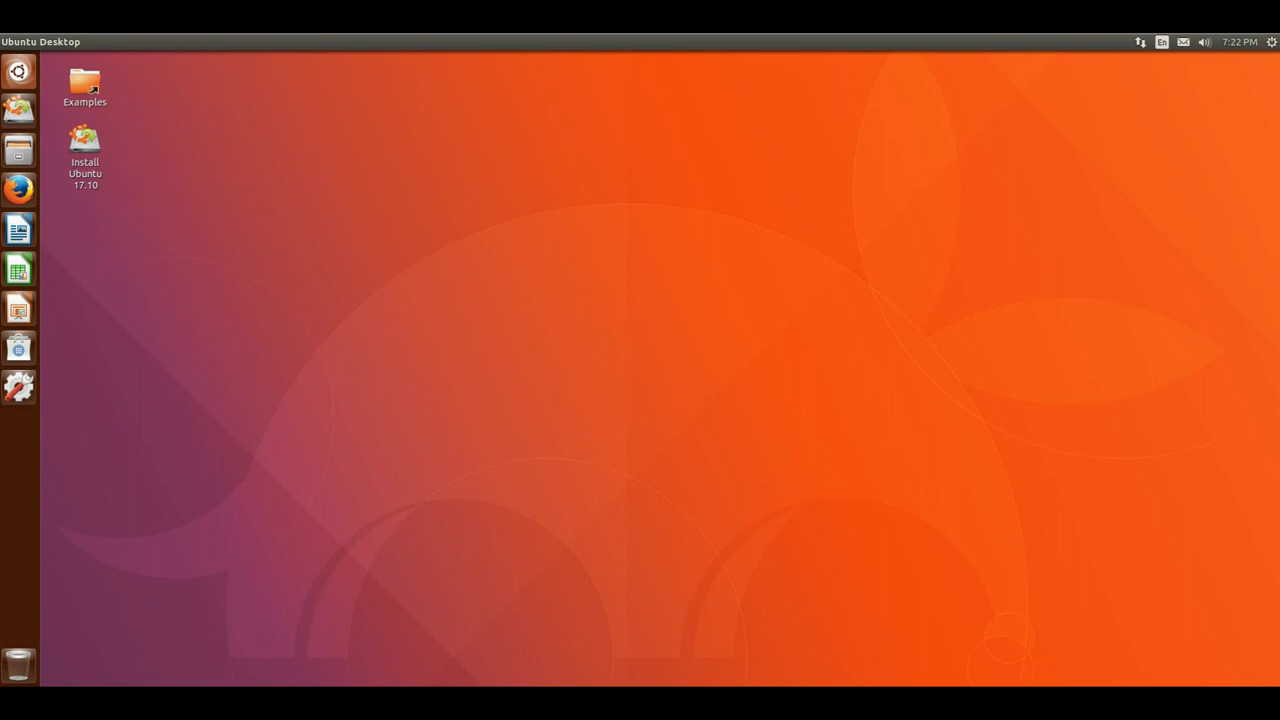 Ubuntu Desktop
En
7:22 PM
Examples
Install
Ubuntu
17.10